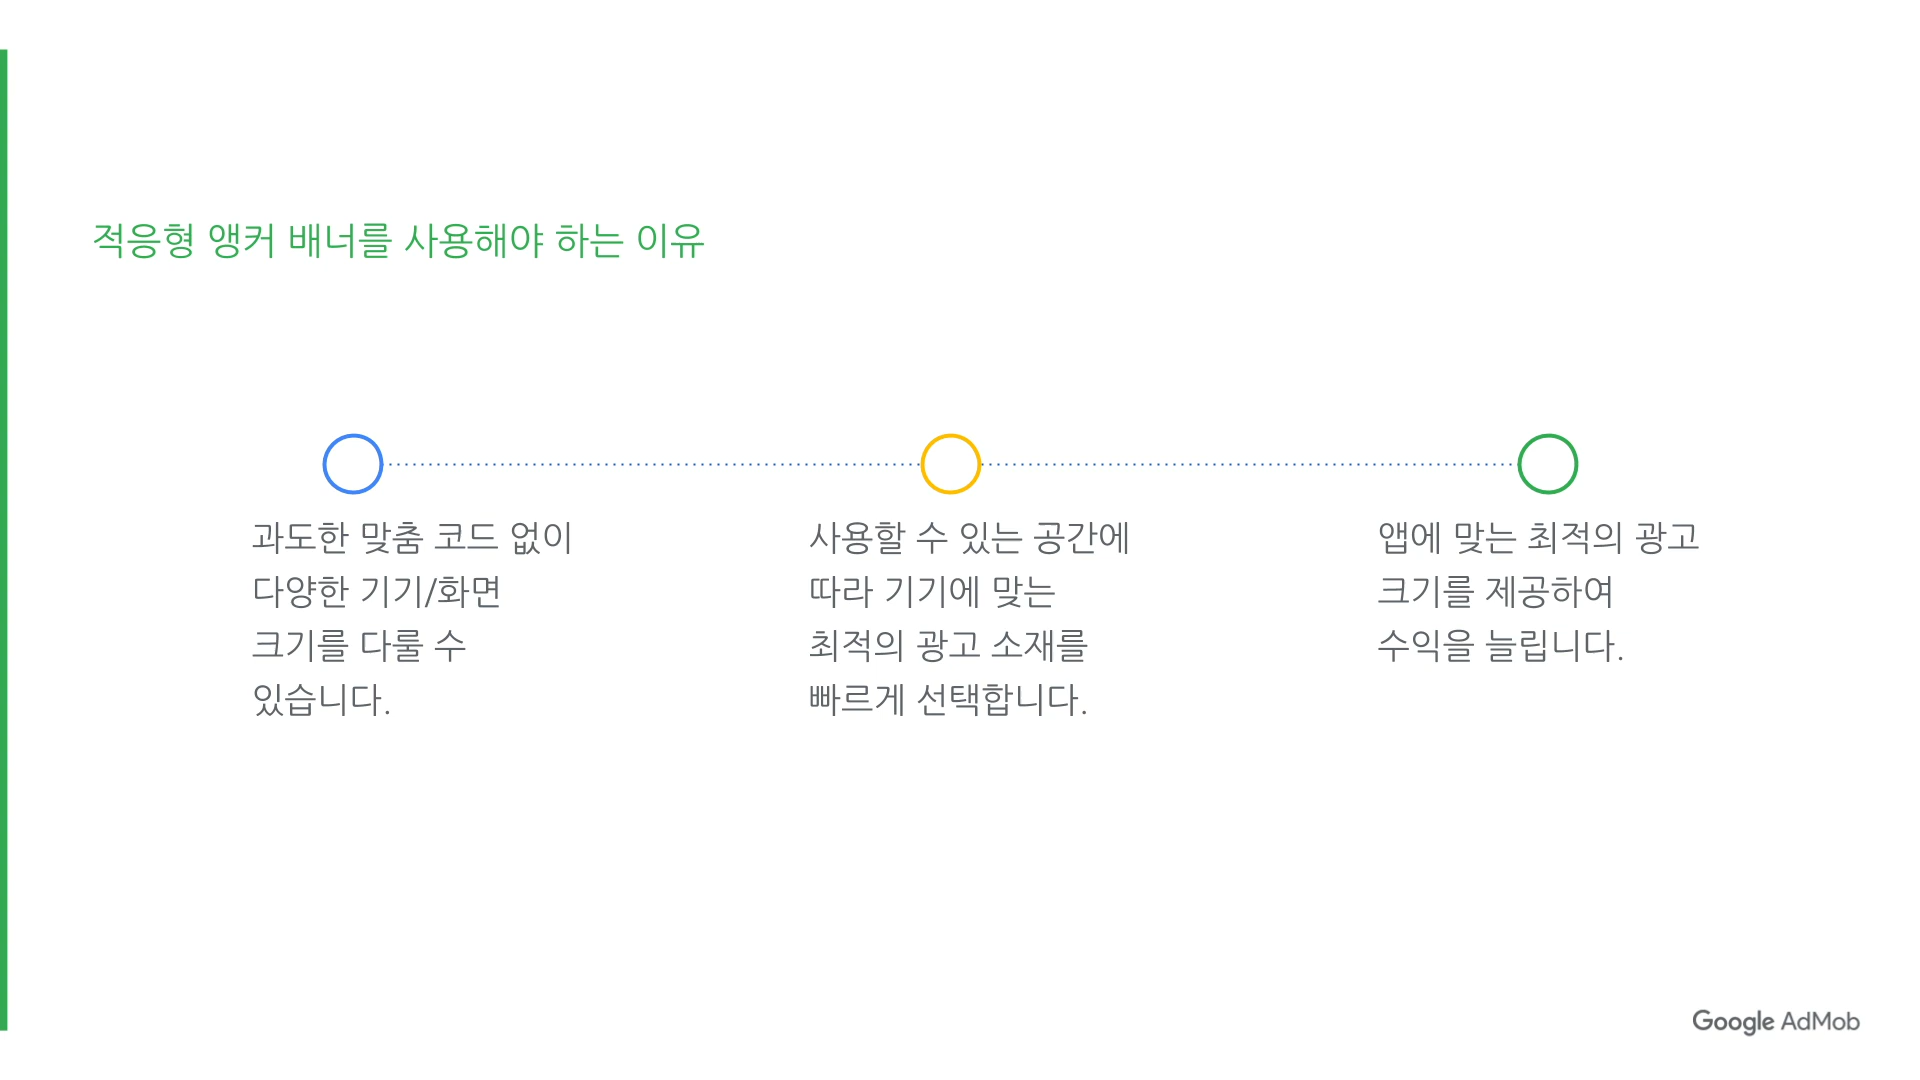 적응형 앵커 배너를 사용해야 하는 이유
과도한 맞춤 코드 없이
다양한 기기/화면
크기를 다룰 수
있습니다.
사용할 수 있는 공간에
따라 기기에 맞는
최적의 광고 소재를
빠르게 선택합니다.
앱에 맞는 최적의 광고
크기를 제공하여
수익을 늘립니다.
Google AdMob